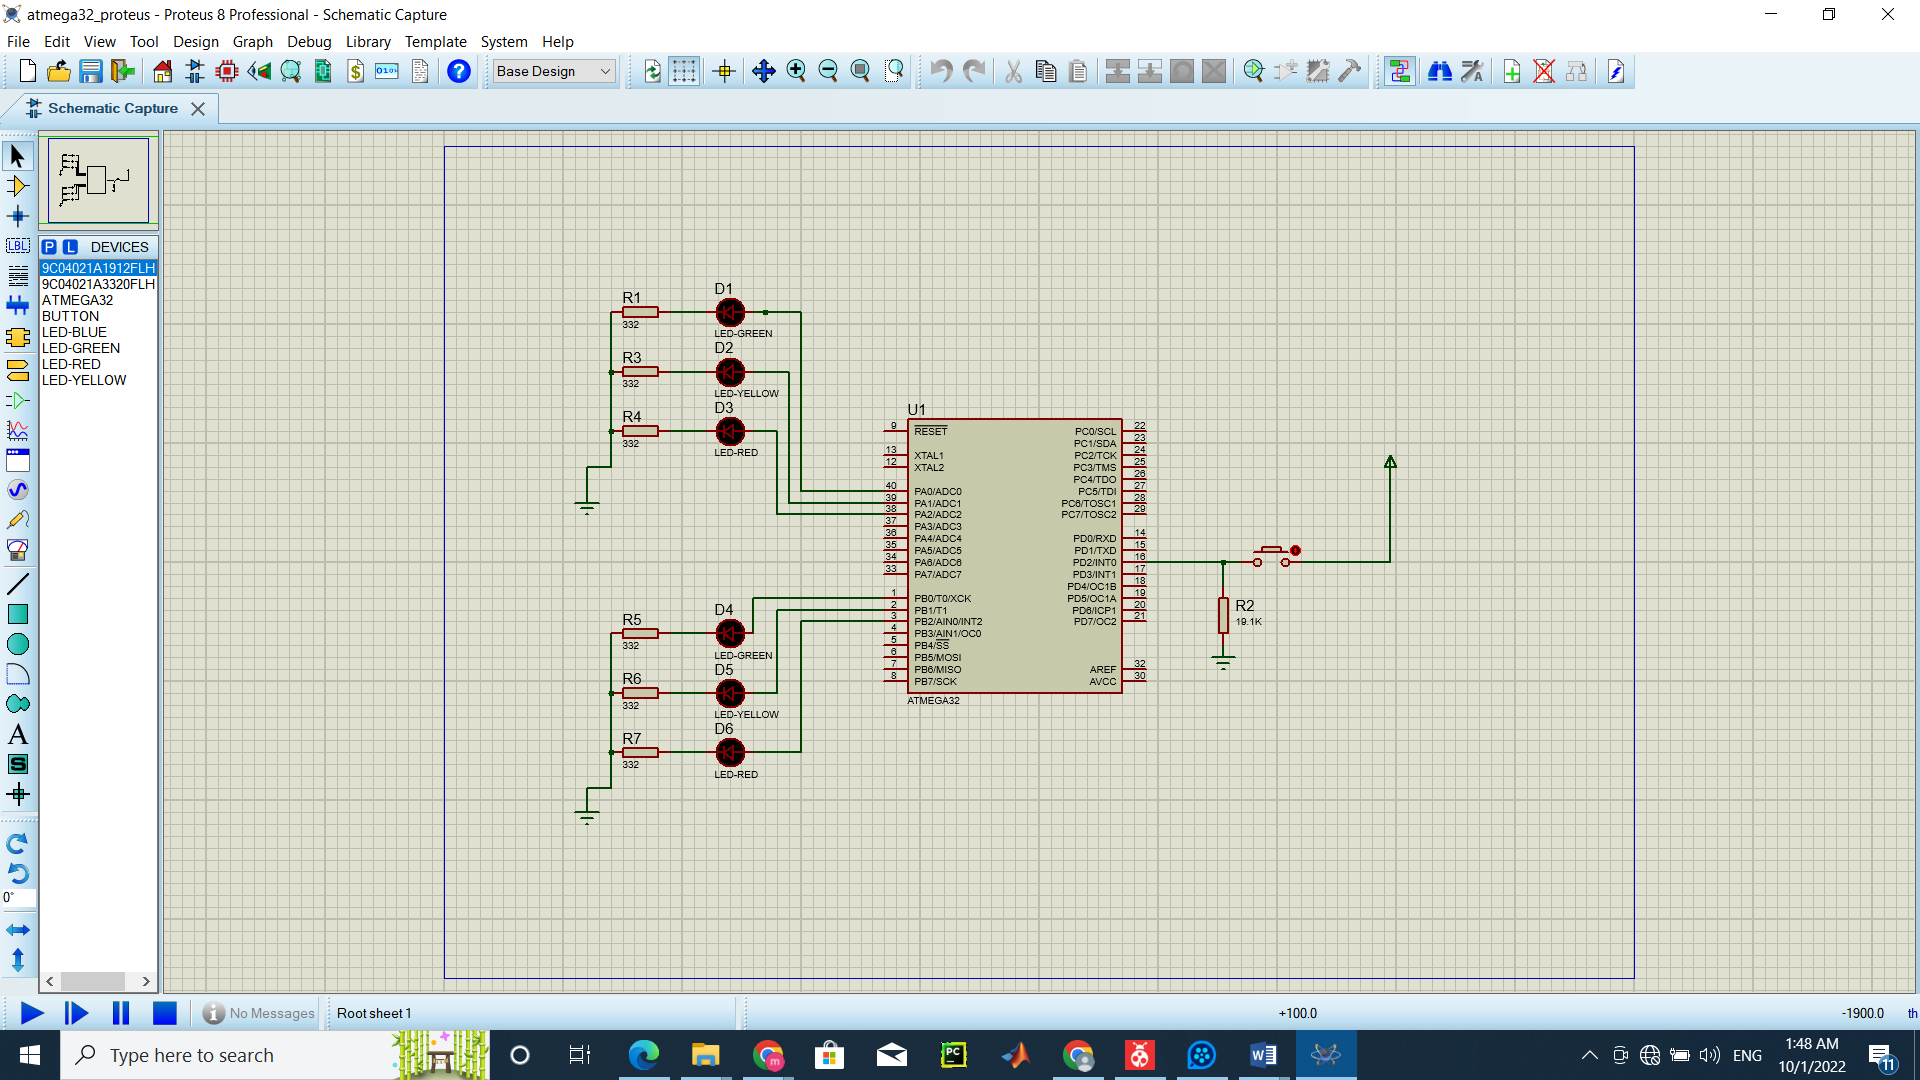 atmega32_proteus - Proteus 8 Professional - Schematic Capture
File Edit View Tool Design Graph Debug Library Template System Help
Base Design
Schematic Capture
P L DEVICES
9C04021A1912FLH
9C04021A3320FLH
ATMEGA32
BUTTON
LED-BLUE
LED-GREEN
LED-RED
LED-YELLOW
LBL
A
S
0°
R1
332
D1
LED-GREEN
R3
332
D2
LED-YELLOW
R4
332
D3
LED-RED
R5
332
D4
LED-GREEN
R6
332
D5
LED-YELLOW
R7
332
D6
LED-RED
U1
9 RESET
13 XTAL1
12 XTAL2
40 PA0/ADC0
39 PA1/ADC1
38 PA2/ADC2
37 PA3/ADC3
36 PA4/ADC4
35 PA5/ADC5
34 PA6/ADC6
33 PA7/ADC7
1 PB0/T0/XCK
2 PB1/T1
3 PB2/AIN0/INT2
4 PB3/AIN1/OC0
5 PB4/SS
6 PB5/MOSI
7 PB6/MISO
8 PB7/SCK
PC0/SCL 22
PC1/SDA 23
PC2/TCK 24
PC3/TMS 25
PC4/TDO 26
PC5/TDI 27
PC6/TOSC1 28
PC7/TOSC2 29
PD0/RXD 14
PD1/TXD 15
PD2/INT0 16
PD3/INT1 17
PD4/OC1B 18
PD5/OC1A 19
PD6/ICP1 20
PD7/OC2 21
AREF 32
AVCC 30
ATMEGA32
R2
19.1K
No Messages
Root sheet 1
+100.0
-1900.0
th
Type here to search
ENG
1:48 AM
10/1/2022
11